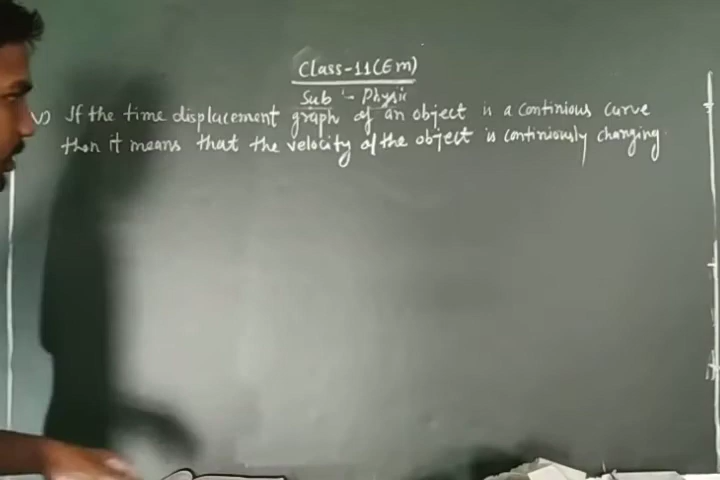 Class-11(Em)
Sub :- Physic
v) If the time displacement graph of an object is a continious curve
then it means that the velocity of the object is continiously changing.